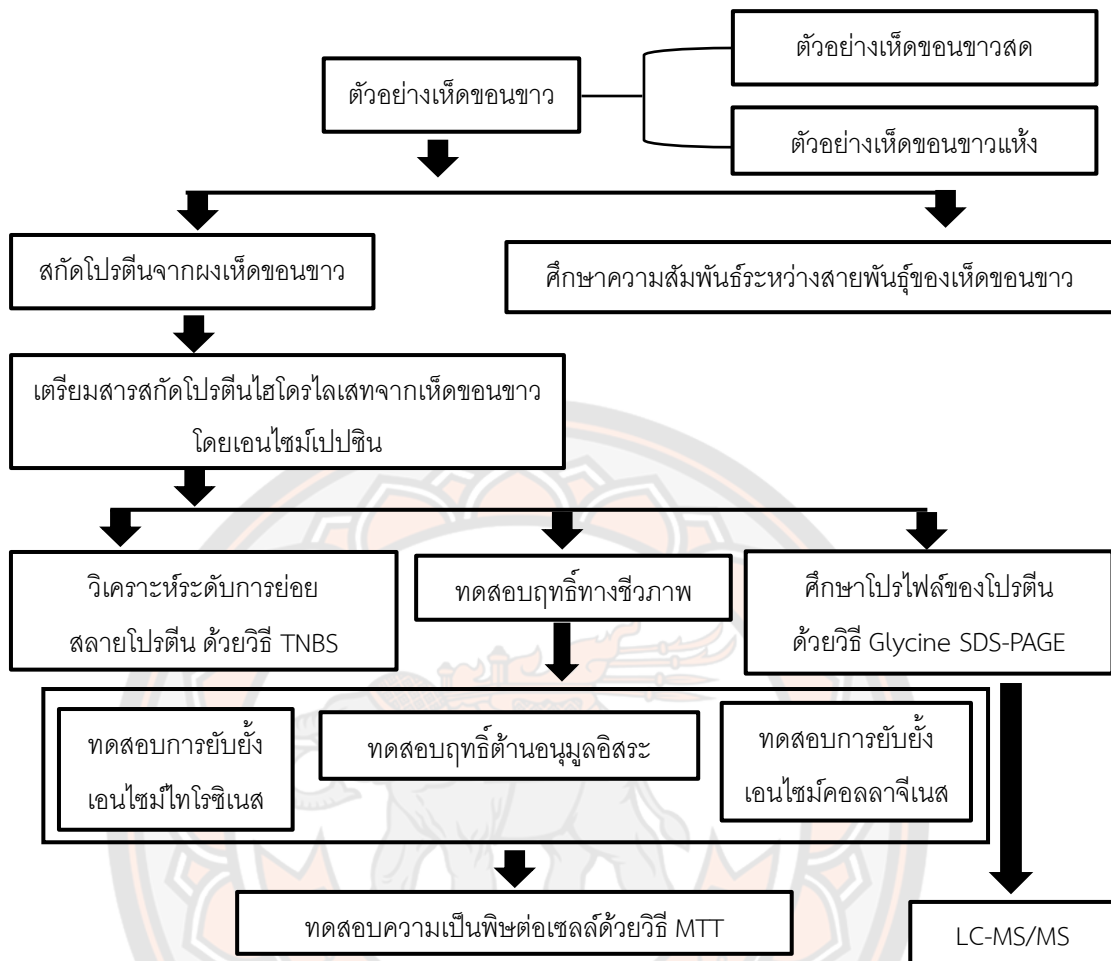 ตัวอย่างเห็ดขอนขาวสด
ตัวอย่างเห็ดขอนขาว
ตัวอย่างเห็ดขอนขาวแห้ง
สกัดโปรตีนจากผงเห็ดขอนขาว
ศึกษาความสัมพันธ์ระหว่างสายพันธุ์ของเห็ดขอนขาว
เตรียมสารสกัดโปรตีนไฮโดรไลเสทจากเห็ดขอนขาว
โดยเอนไซม์เปปซิน
วิเคราะห์ระดับการย่อย
สลายโปรตีน ด้วยวิธี TNBS
ทดสอบฤทธิ์ทางชีวภาพ
ศึกษาโปรไฟล์ของโปรตีน
ด้วยวิธี Glycine SDS-PAGE
ทดสอบการยับยั้ง
เอนไซม์ไทโรซิเนส
ทดสอบฤทธิ์ต้านอนุมูลอิสระ
ทดสอบการยับยั้ง
เอนไซม์คอลลาจีเนส
ทดสอบความเป็นพิษต่อเซลล์ด้วยวิธี MTT
LC-MS/MS